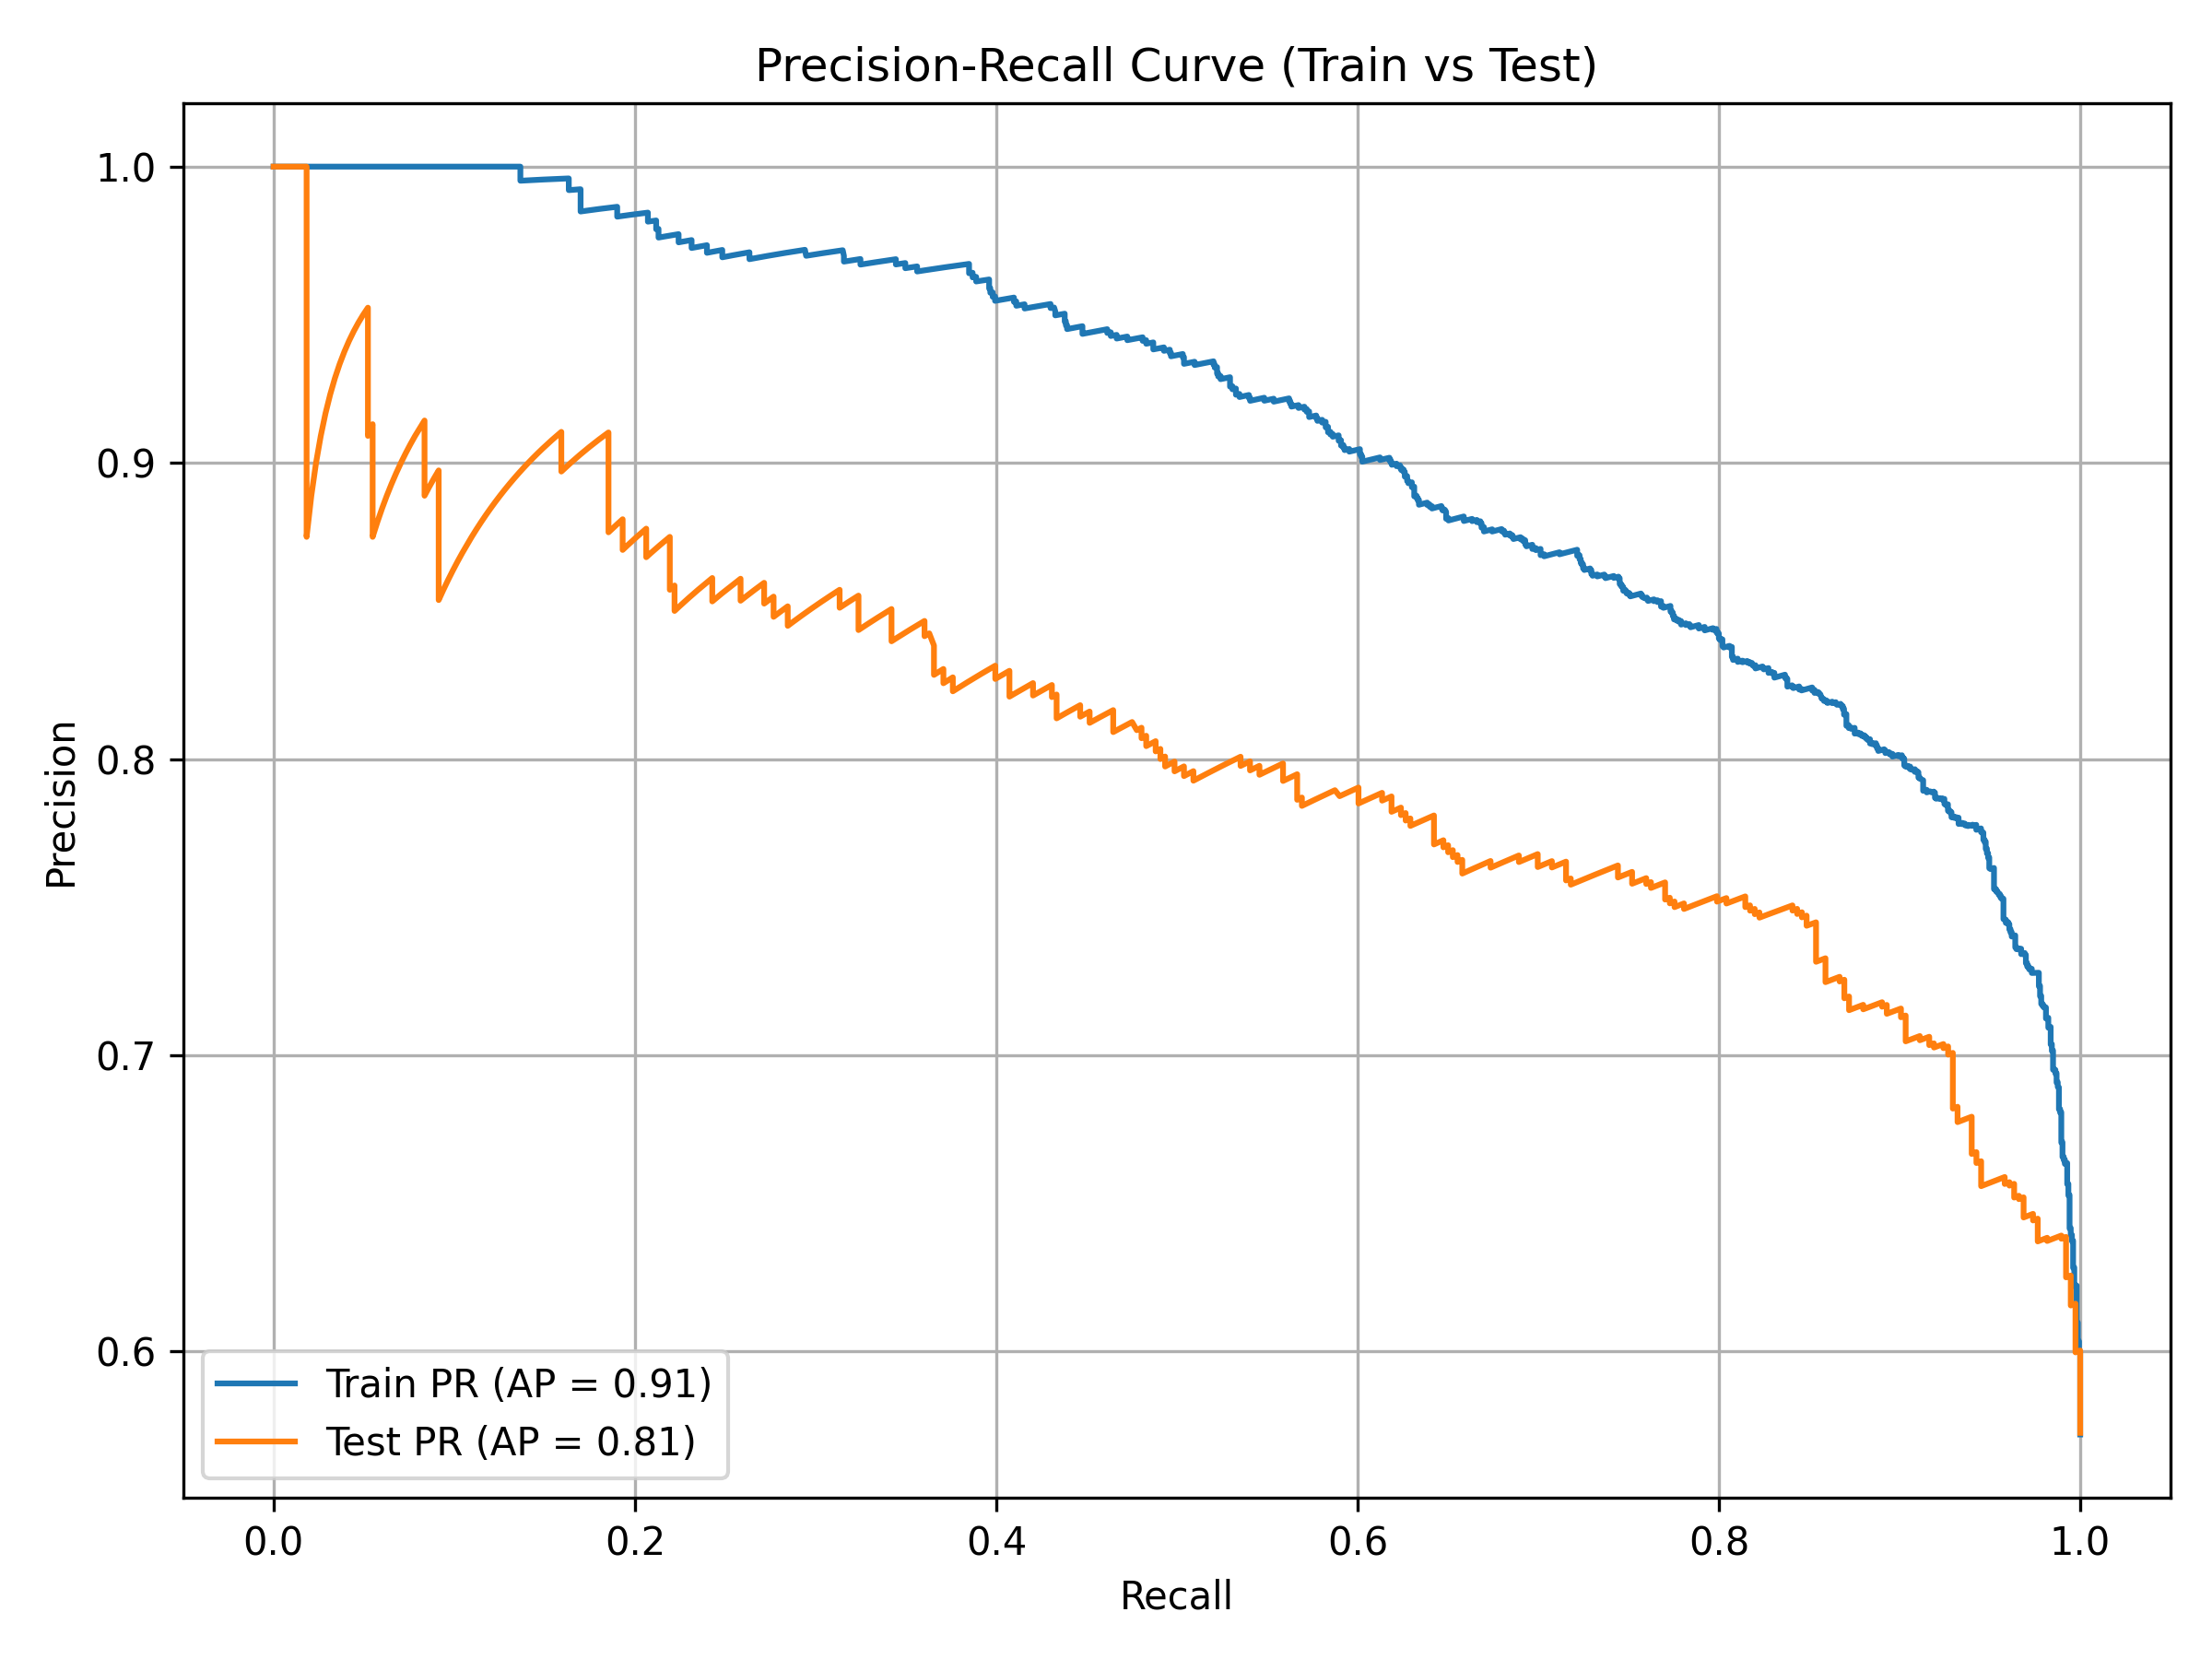 Precision-Recall Curve (Train vs Test)
1.0
0.9
0.8
0.7
0.6
Precision
Train PR (AP = 0.91)
Test PR (AP = 0.81)
0.0 0.2 0.4 0.6 0.8 1.0
Recall